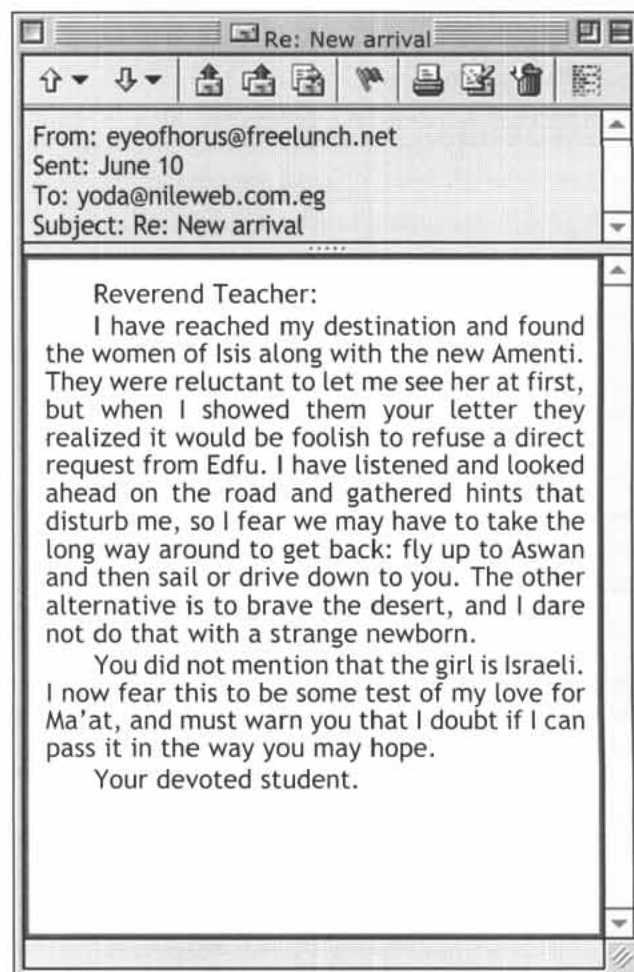 Re: New arrival
From: eyeofhorus@freelunch.net
Sent: June 10
To: yoda@nileweb.com.eg
Subject: Re: New arrival
Reverend Teacher:
I have reached my destination and found
the women of Isis along with the new Amenti.
They were reluctant to let me see her at first,
but when I showed them your letter they
realized it would be foolish to refuse a direct
request from Edfu. I have listened and looked
ahead on the road and gathered hints that
disturb me, so I fear we may have to take the
long way around to get back: fly up to Aswan
and then sail or drive down to you. The other
alternative is to brave the desert, and I dare
not do that with a strange newborn.
You did not mention that the girl is Israeli.
I now fear this to be some test of my love for
Ma'at, and must warn you that I doubt if I can
pass it in the way you may hope.
Your devoted student.